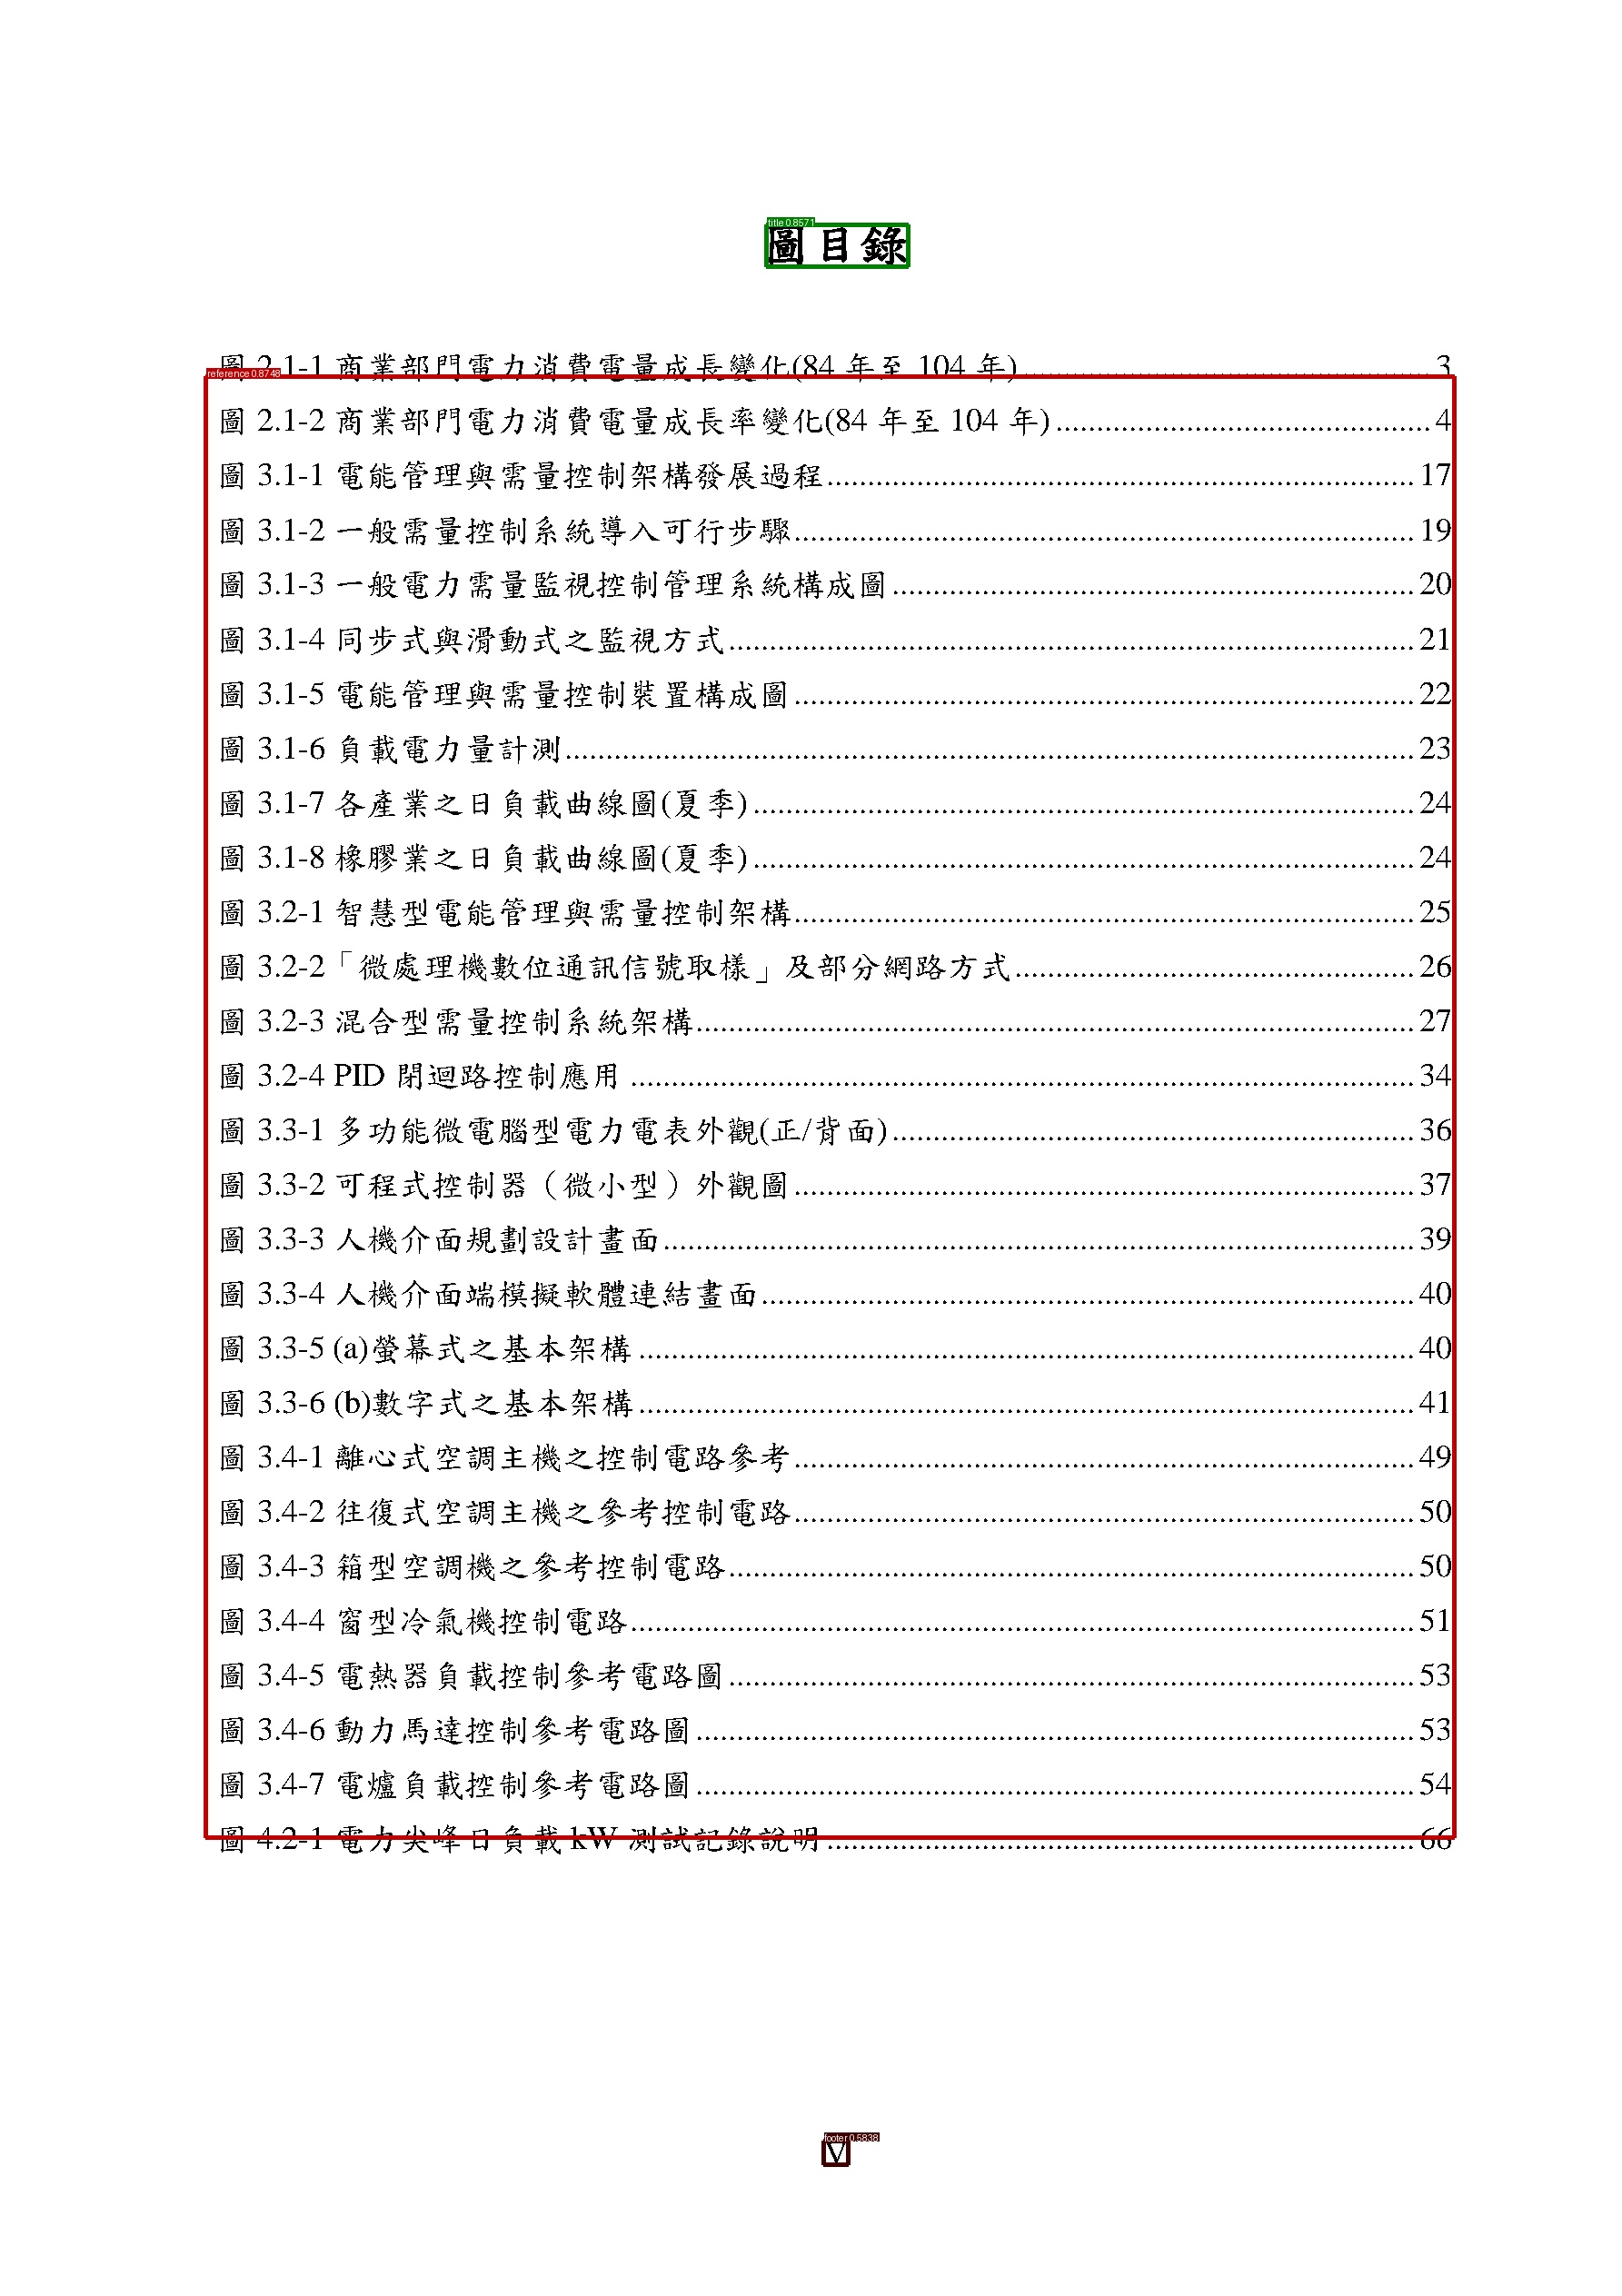 title 0.8571
圖目錄
圖 2.1-1 商業部門電力消費電量成長變化(84 年至 104 年)......3
reference 0.8748
圖 2.1-2 商業部門電力消費電量成長率變化(84 年至 104 年)......4
圖 3.1-1 電能管理與需量控制架構發展過程......17
圖 3.1-2 一般需量控制系統導入可行步驟......19
圖 3.1-3 一般電力需量監視控制管理系統構成圖......20
圖 3.1-4 同步式與滑動式之監視方式......21
圖 3.1-5 電能管理與需量控制裝置構成圖......22
圖 3.1-6 負載電力量計測......23
圖 3.1-7 各產業之日負載曲線圖(夏季)......24
圖 3.1-8 橡膠業之日負載曲線圖(夏季)......24
圖 3.2-1 智慧型電能管理與需量控制架構......25
圖 3.2-2「微處理機數位通訊信號取樣」及部分網路方式......26
圖 3.2-3 混合型需量控制系統架構......27
圖 3.2-4 PID 閉迴路控制應用......34
圖 3.3-1 多功能微電腦型電力電表外觀(正/背面)......36
圖 3.3-2 可程式控制器（微小型）外觀圖......37
圖 3.3-3 人機介面規劃設計畫面......39
圖 3.3-4 人機介面端模擬軟體連結畫面......40
圖 3.3-5 (a)螢幕式之基本架構......40
圖 3.3-6 (b)數字式之基本架構......41
圖 3.4-1 離心式空調主機之控制電路參考......49
圖 3.4-2 往復式空調主機之參考控制電路......50
圖 3.4-3 箱型空調機之參考控制電路......50
圖 3.4-4 窗型冷氣機控制電路......51
圖 3.4-5 電熱器負載控制參考電路圖......53
圖 3.4-6 動力馬達控制參考電路圖......53
圖 3.4-7 電爐負載控制參考電路圖......54
圖 4.2-1 電力尖峰日負載 kW 測試記錄說明......66
footer 0.5838
V